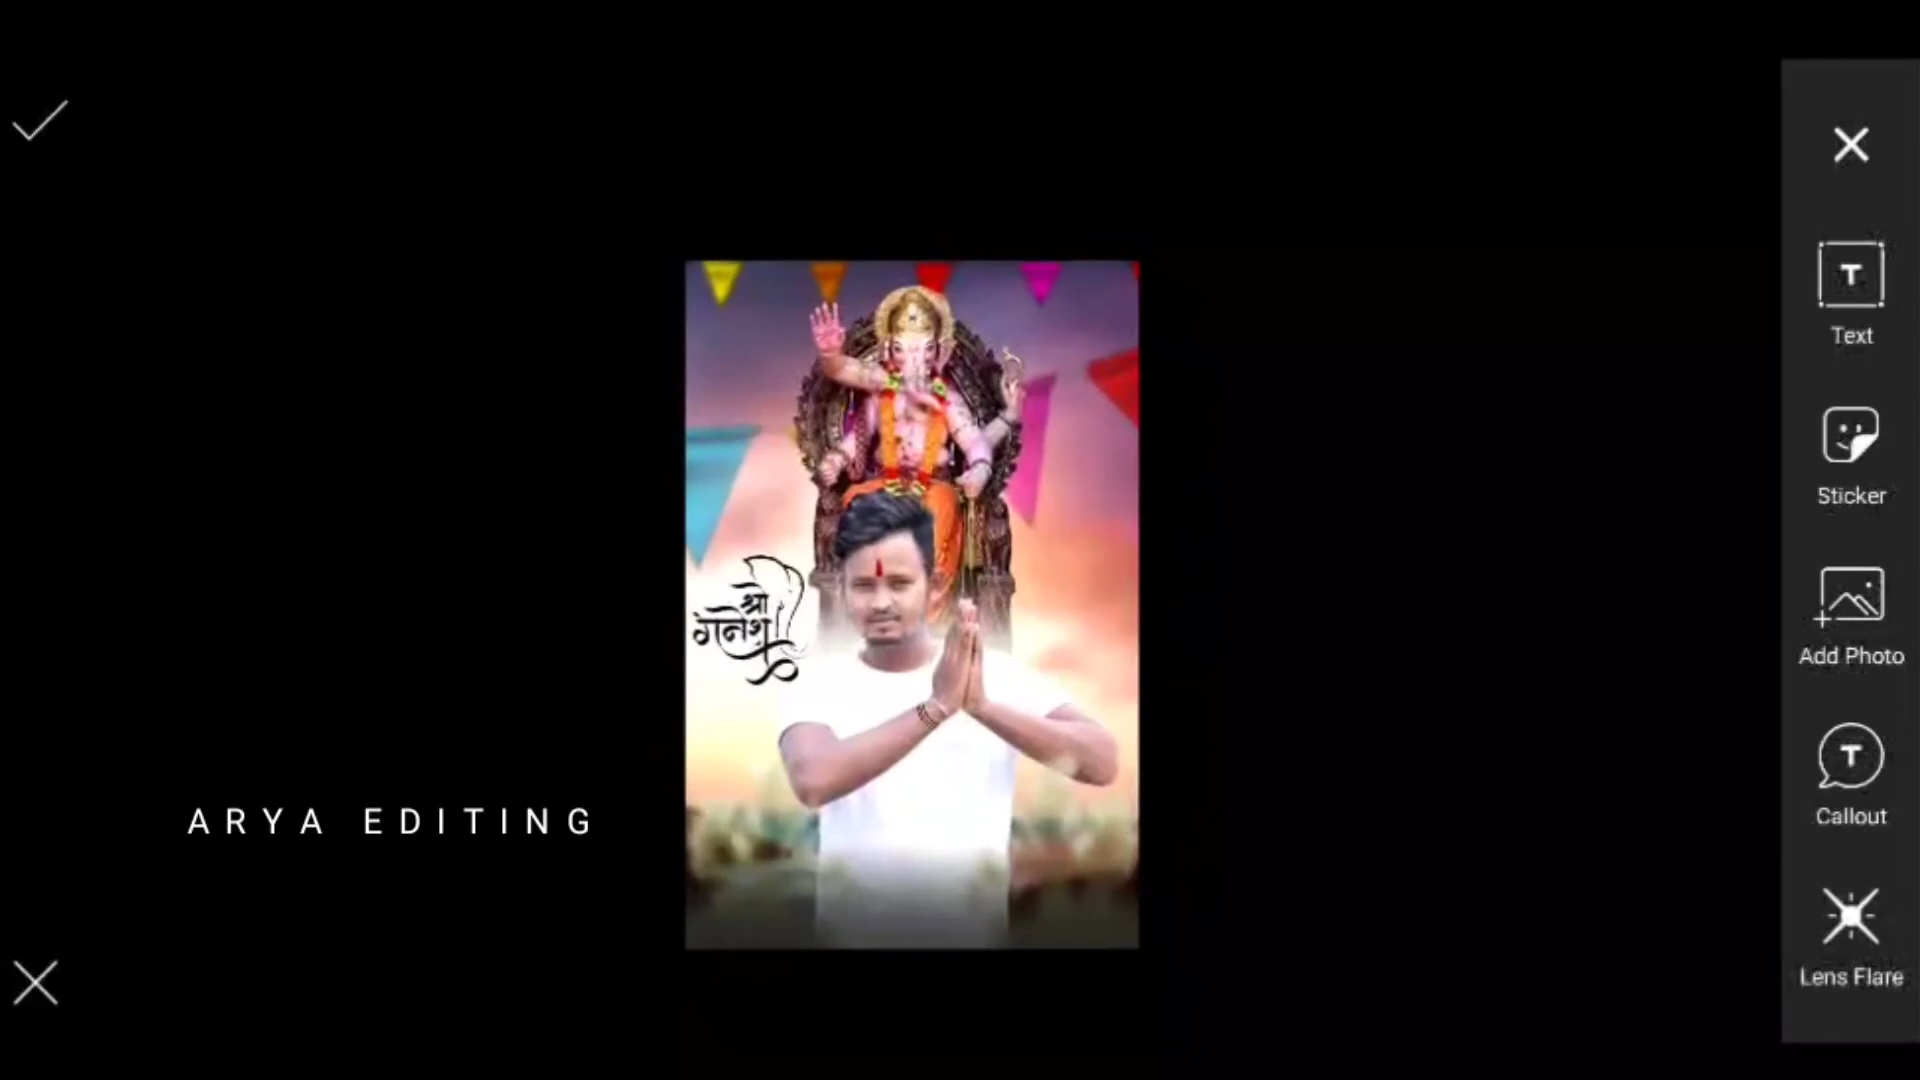 Text
Sticker
श्री
गनेश
Add Photo
Callout
ARYA EDITING
Lens Flare